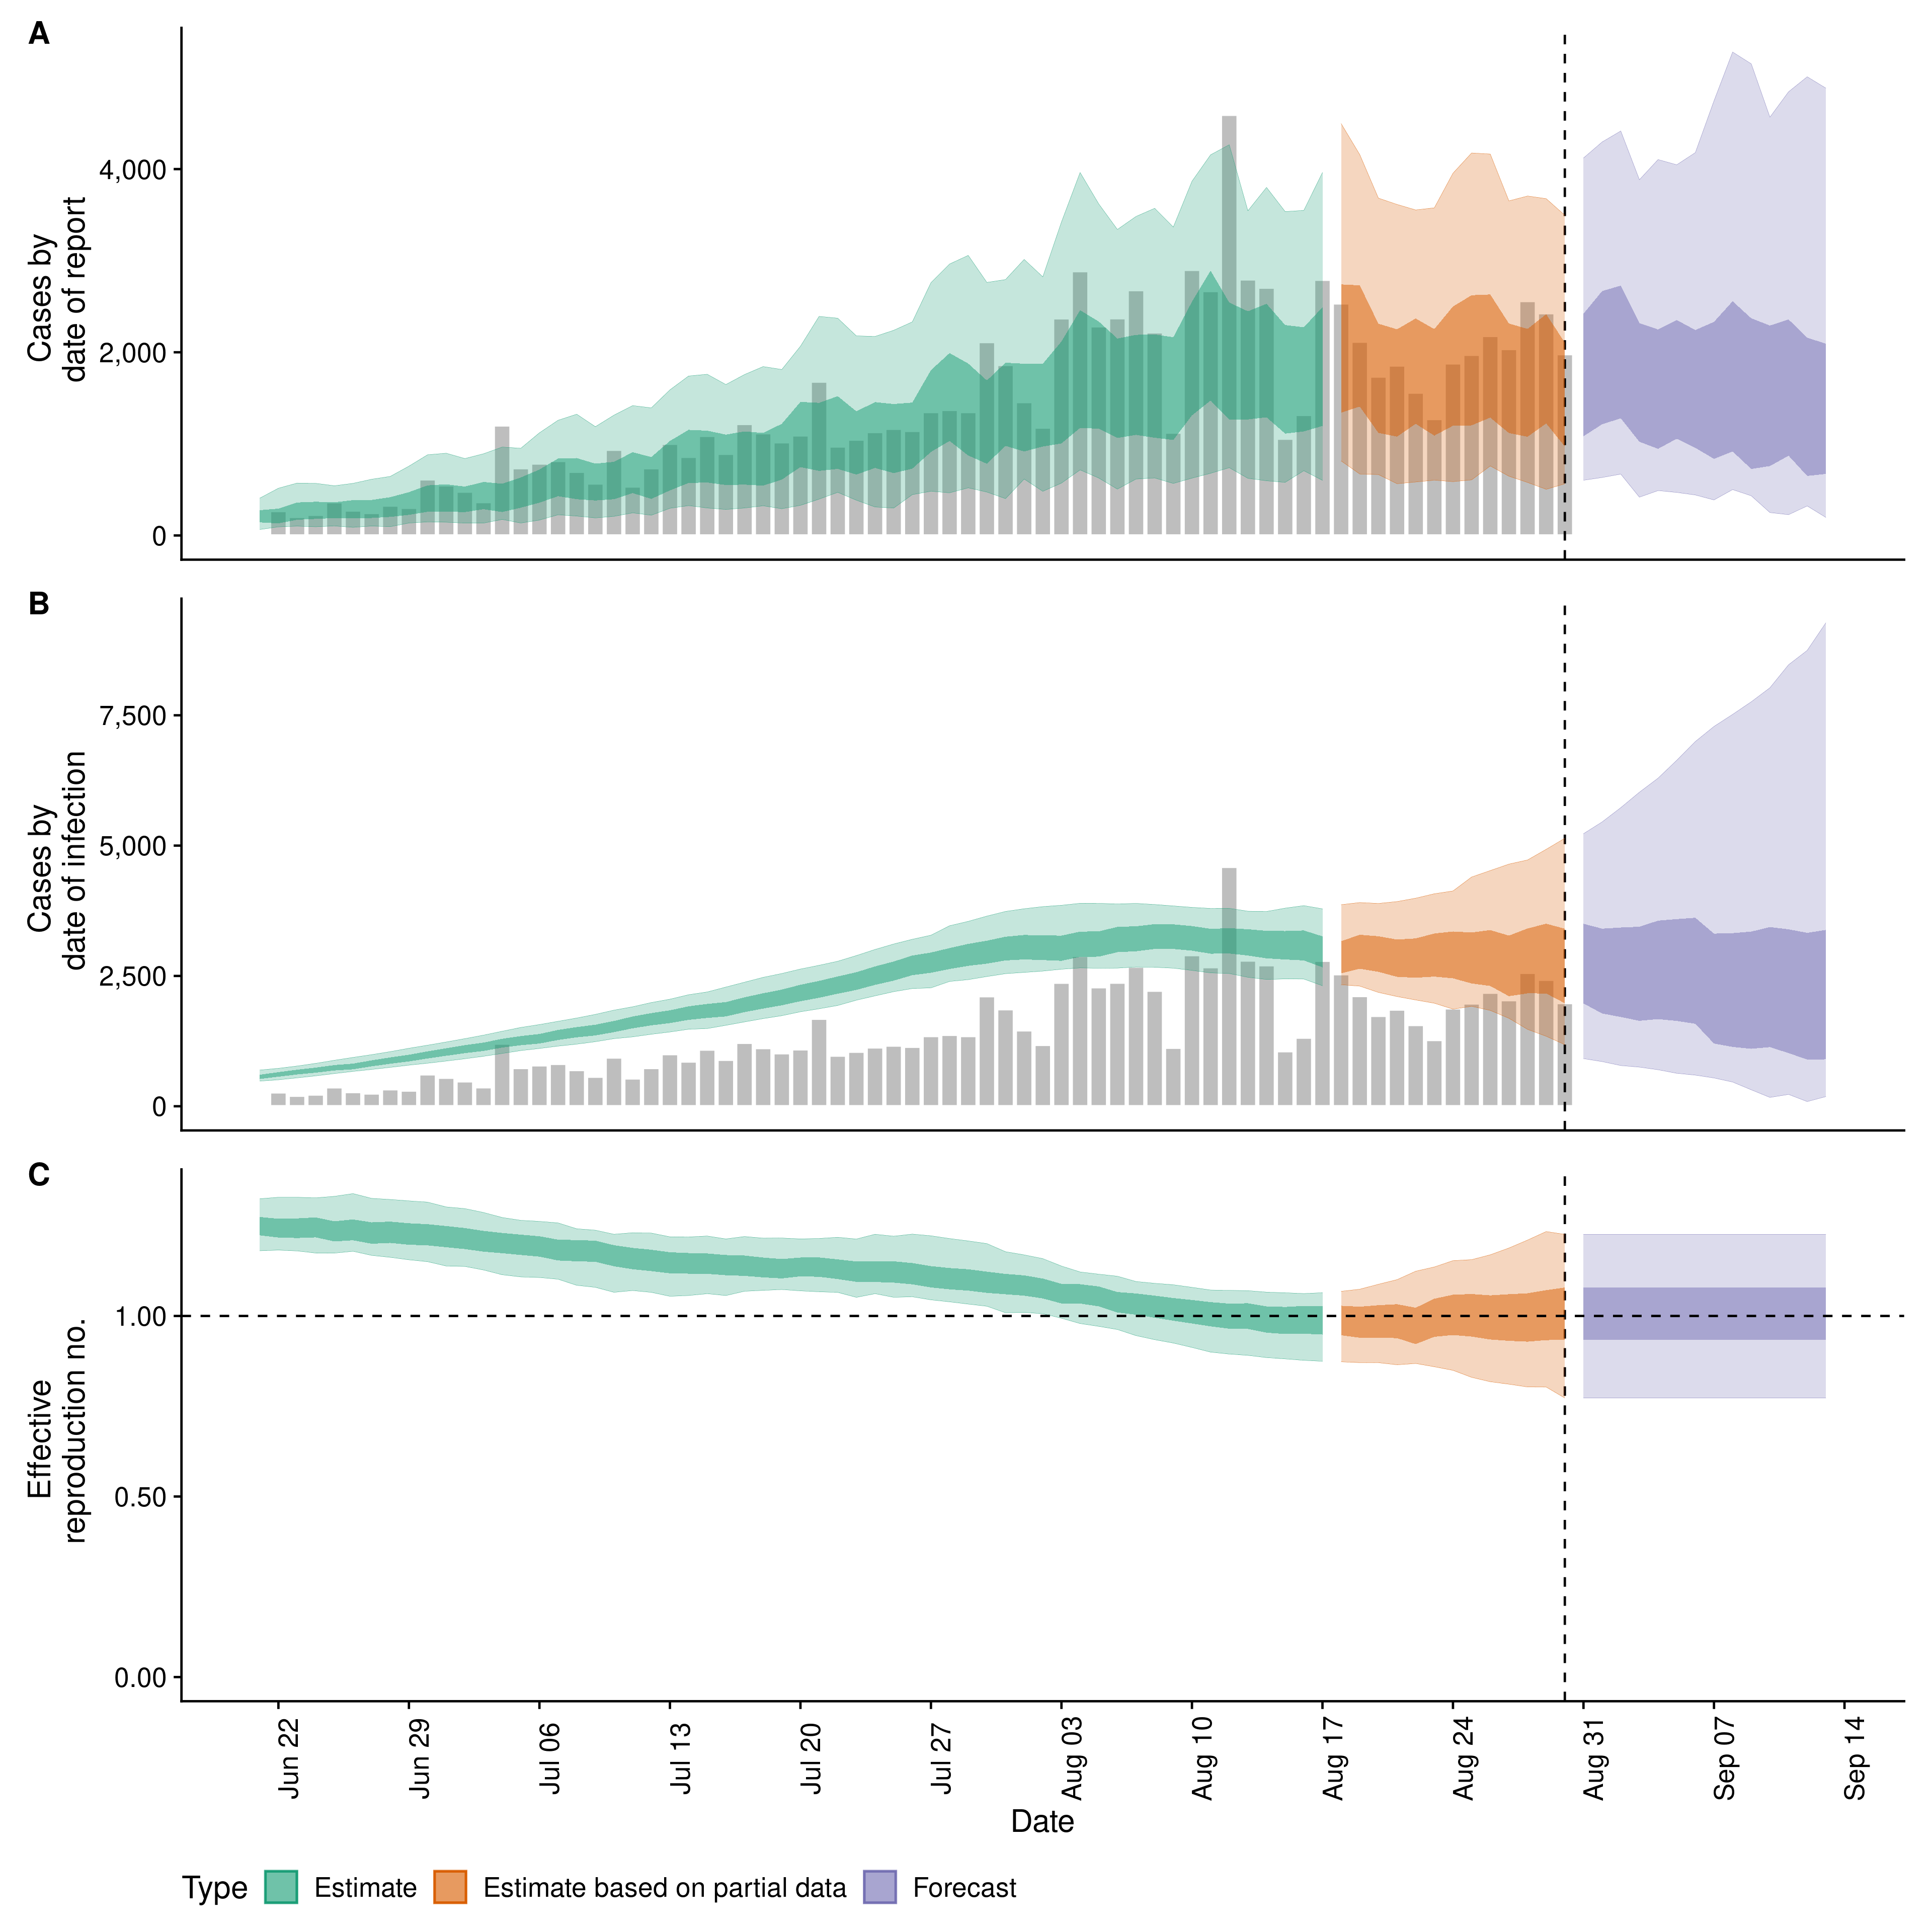 A
Cases by
date of report
4,000
2,000
0
B
Cases by
date of infection
7,500
5,000
2,500
0
C
Effective
reproduction no.
1.00
0.50
0.00
Jun 22
Jun 29
Jul 06
Jul 13
Jul 20
Jul 27
Aug 03
Aug 10
Aug 17
Aug 24
Aug 31
Sep 07
Sep 14
Date
Type Estimate Estimate based on partial data Forecast